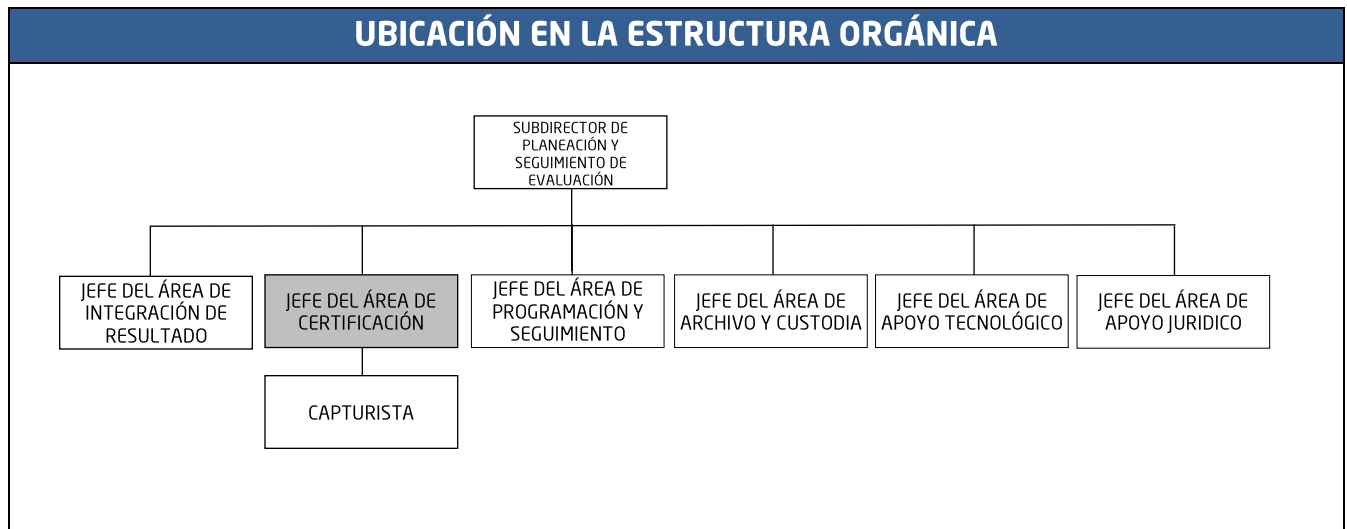 UBICACIÓN EN LA ESTRUCTURA ORGÁNICA
SUBDIRECTOR DE
PLANEACIÓN Y
SEGUIMIENTO DE
EVALUACIÓN
JEFE DEL ÁREA DE
INTEGRACIÓN DE
RESULTADO
JEFE DEL ÁREA DE
CERTIFICACIÓN
JEFE DEL ÁREA DE
PROGRAMACIÓN Y
SEGUIMIENTO
JEFE DEL ÁREA DE
ARCHIVO Y CUSTODIA
JEFE DEL ÁREA DE
APOYO TECNOLÓGICO
JEFE DEL ÁREA DE
APOYO JURIDICO
CAPTURISTA